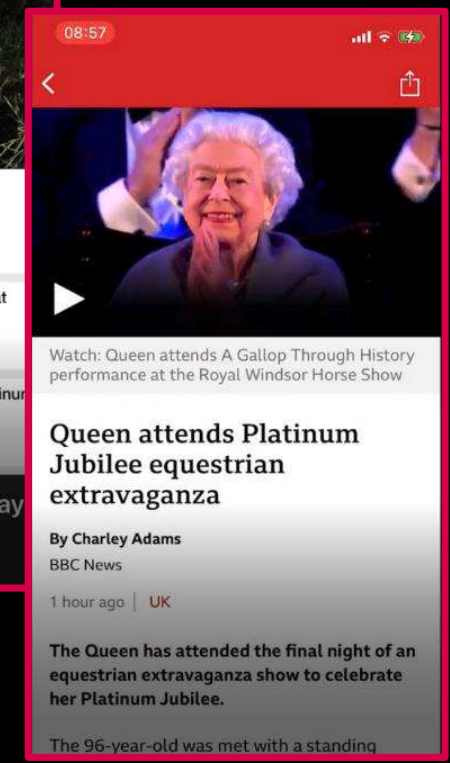 08:57
Watch: Queen attends A Gallop Through History
performance at the Royal Windsor Horse Show
Queen attends Platinum
Jubilee equestrian
extravaganza
By Charley Adams
BBC News
1 hour ago | UK
The Queen has attended the final night of an
equestrian extravaganza show to celebrate
her Platinum Jubilee.
The 96-year-old was met with a standing